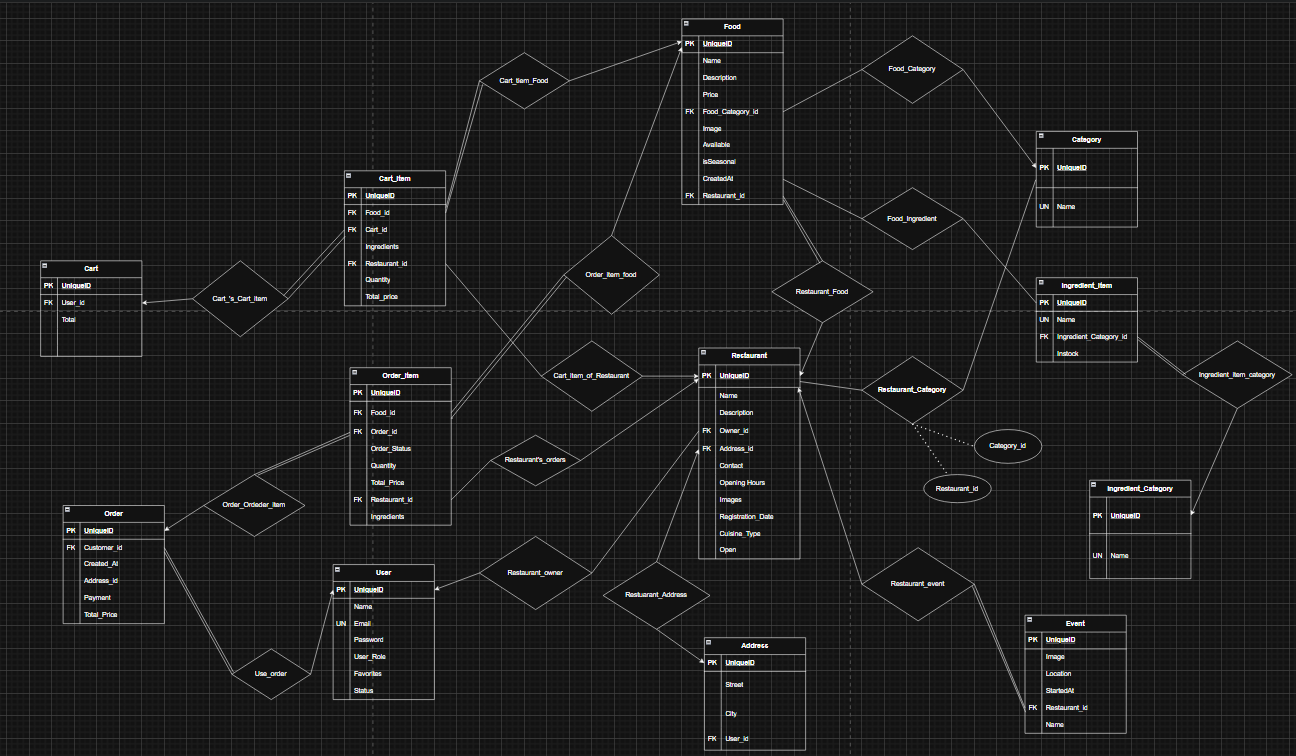 Food
PK UniqueID
Name
Description
Price
FK Food_Category_id
Image
Available
isSeasonal
CreatedAt
FK Restaurant_id
Cart_tiem_Food
Food_Category
Category
PK UniqueID
UN Name
Cart_Item
PK UniqueID
FK Food_id
FK Cart_id
Ingredients
FK Restaurant_id
Quantity
Total_price
Food_Ingredient
Cart
PK UniqueID
FK User_id
Total
Cart_'s_Cart_item
Order_item_food
Restaurant_Food
Ingredient_Item
PK UniqueID
UN Name
FK Ingredient_Category_id
Instock
Restaurant
PK UniqueID
Name
Description
FK Owner_id
FK Address_id
Contact
Opening Hours
Images
Registration_Date
Cuisine_Type
Open
Order_Item
PK UniqueID
FK Food_id
FK Order_id
Order_Status
Quantity
Total_Price
FK Restaurant_id
Ingredients
Cart_item_of_Restaurant
Restaurant_Category
Ingredient_item_category
Category_id
Restaurant_id
Restaurant's_orders
Ingredient_Category
PK UniqueID
UN Name
Order_Ordeder_item
Order
PK UniqueID
FK Customer_id
Created_At
Address_id
Payment
Total_Price
User
PK UniqueID
Name
UN Email
Password
User_Role
Favorites
Status
Restaurant_owner
Restuarant_Address
Restaurant_event
Use_order
Address
PK UniqueID
Street
City
FK User_id
Event
PK UniqueID
Image
Location
StartedAt
FK Restaurant_id
Name